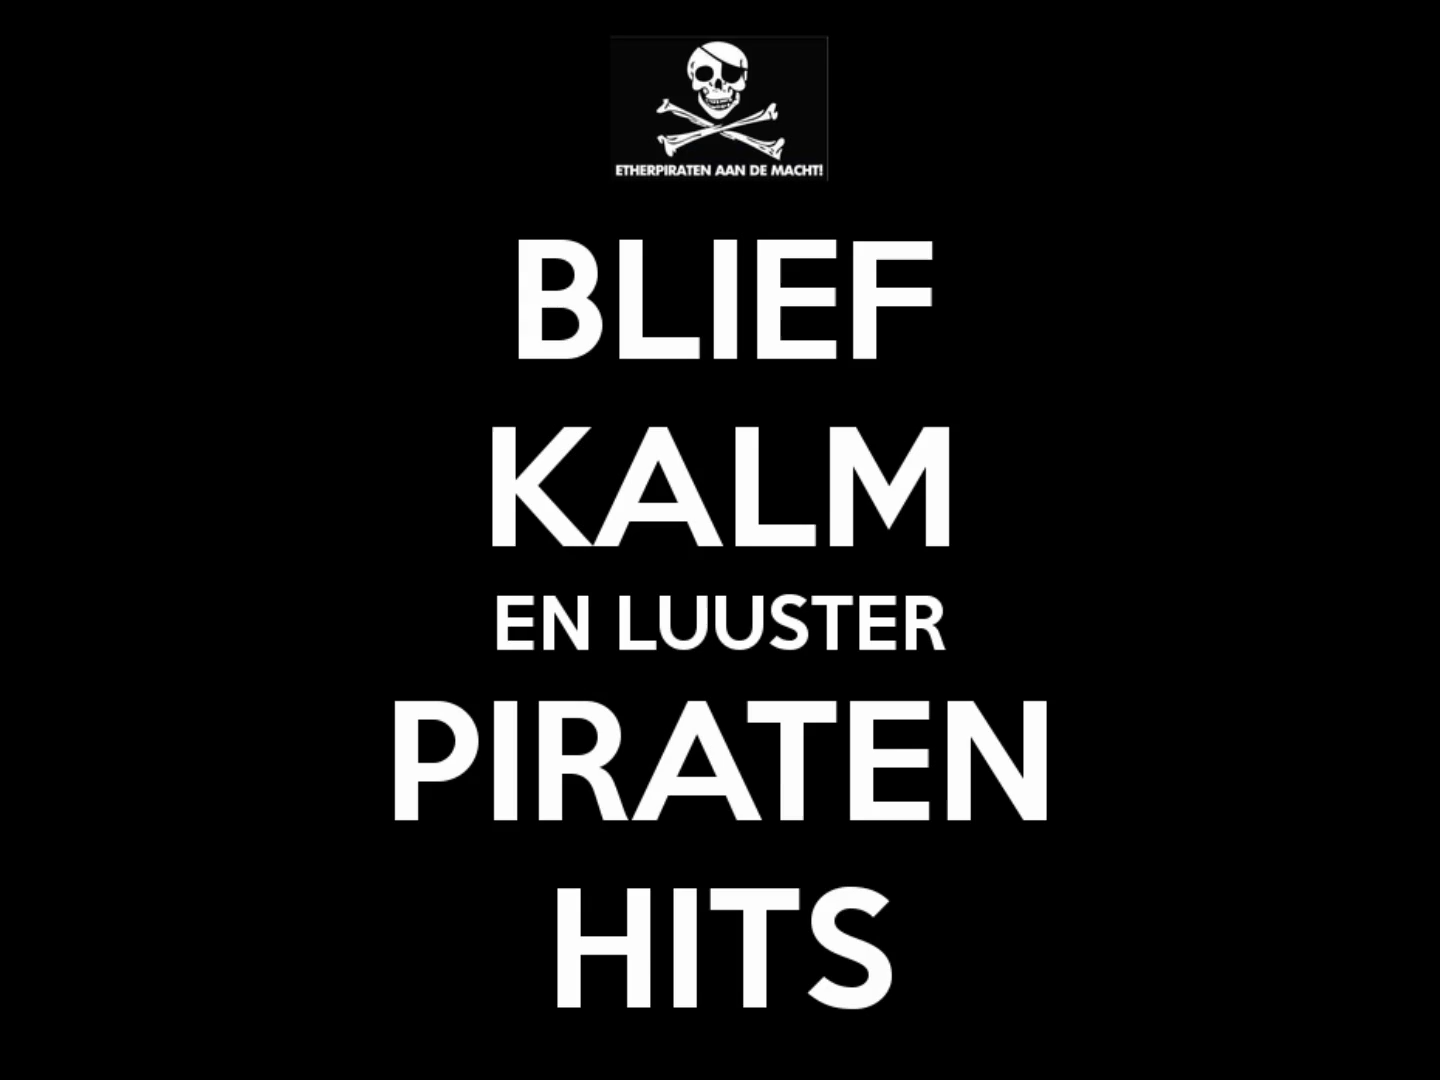 ETHERPIRATEN AAN DE MACHT!
BLIEF
KALM
EN LUUSTER
PIRATEN
HITS